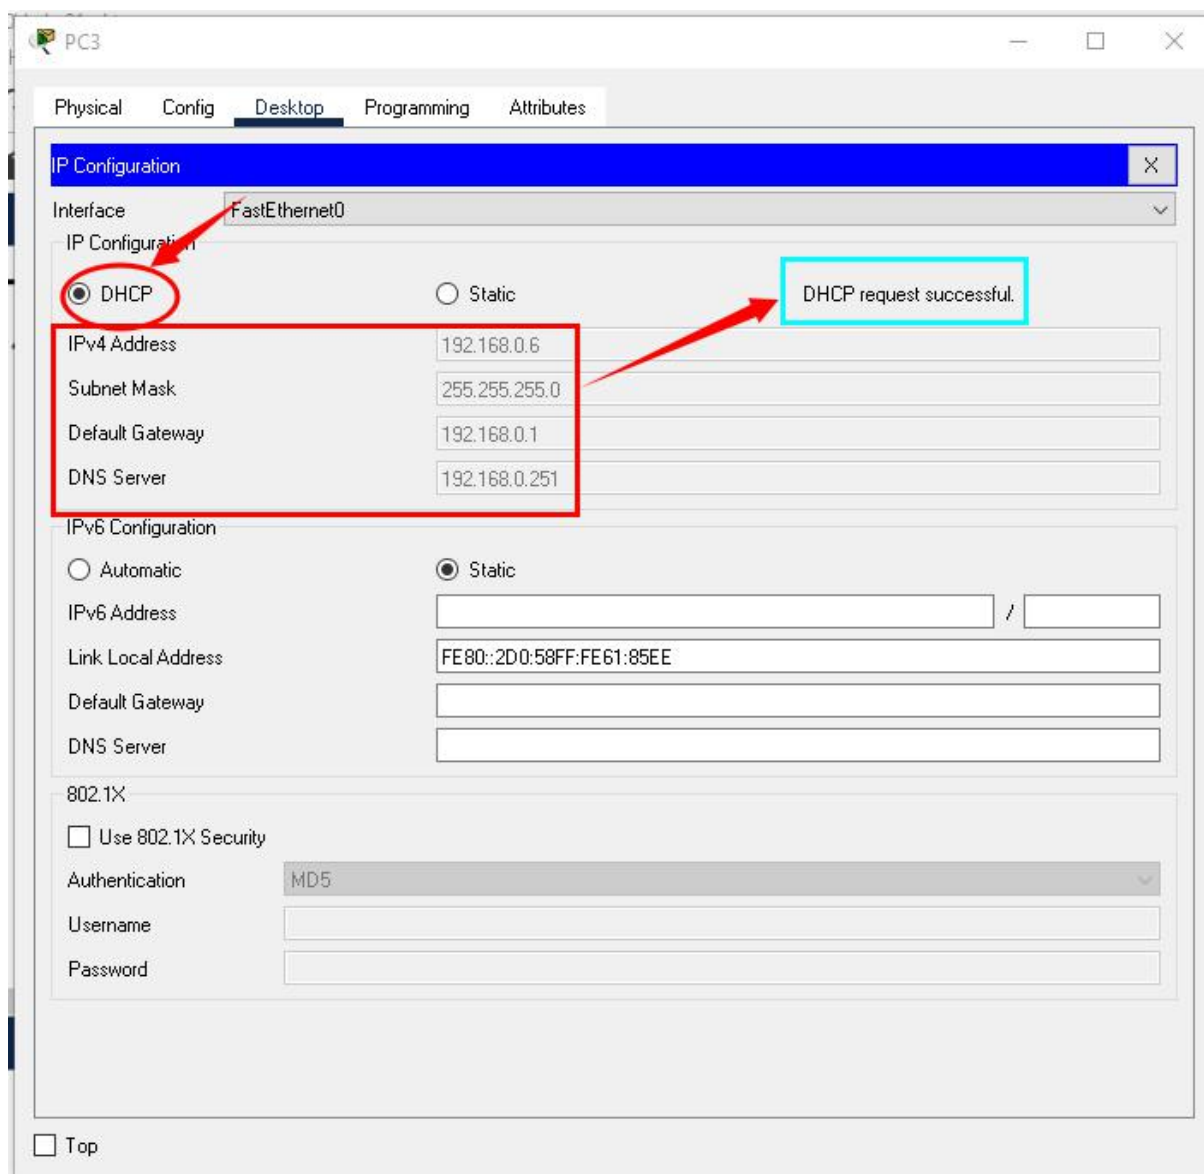 PC3
Physical Config Desktop Programming Attributes
IP Configuration X
Interface FastEthernet0
IP Configuration
DHCP Static DHCP request successful.
IPv4 Address 192.168.0.6
Subnet Mask 255.255.255.0
Default Gateway 192.168.0.1
DNS Server 192.168.0.251
IPv6 Configuration
Automatic Static
IPv6 Address /
Link Local Address FE80::2D0:58FF:FE61:85EE
Default Gateway
DNS Server
802.1X
Use 802.1X Security
Authentication MD5
Username
Password
Top